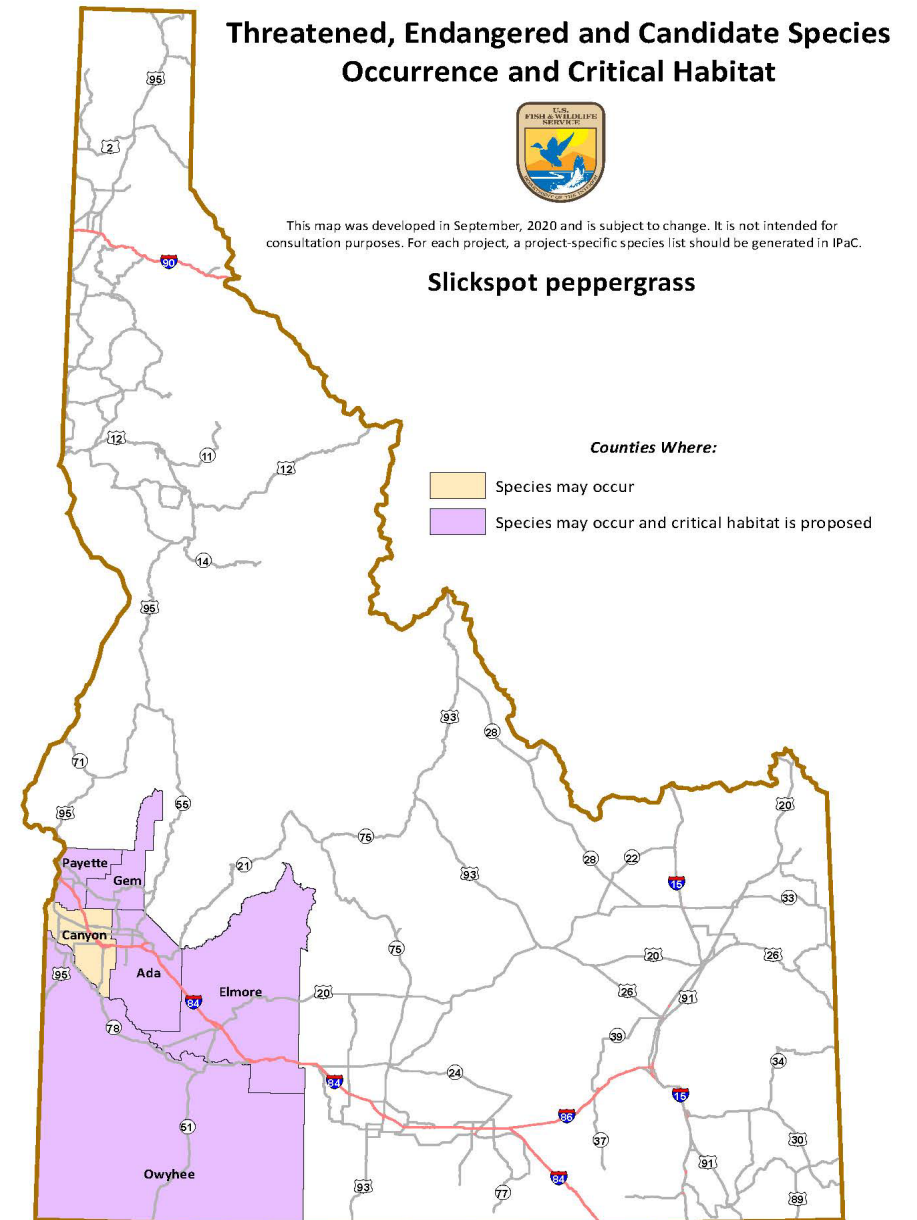 Threatened, Endangered and Candidate Species
Occurrence and Critical Habitat
U.S.
FISH & WILDLIFE
SERVICE
DEPARTMENT OF THE INTERIOR
This map was developed in September, 2020 and is subject to change. It is not intended for
consultation purposes. For each project, a project-specific species list should be generated in IPaC.
Slickspot peppergrass
Counties Where:
Species may occur
Species may occur and critical habitat is proposed
95
2
90
12
11
12
14
95
93
28
71
95
55
20
75
21
28
22
93
15
33
Payette
Gem
Canyon
Ada
Elmore
95
84
78
20
75
20
26
26
91
39
34
84
24
86
15
51
37
30
91
Owyhee
93
77
84
89